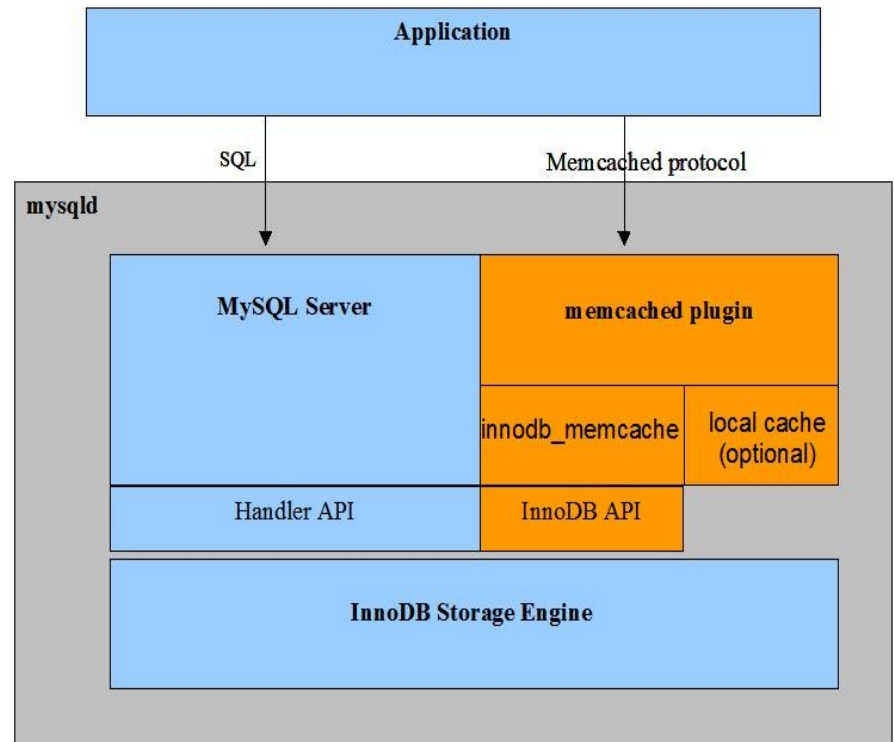 Application
SQL
Memcached protocol
mysqld
MySQL Server
memcached plugin
innodb_memcache
local cache
(optional)
Handler API
InnoDB API
InnoDB Storage Engine